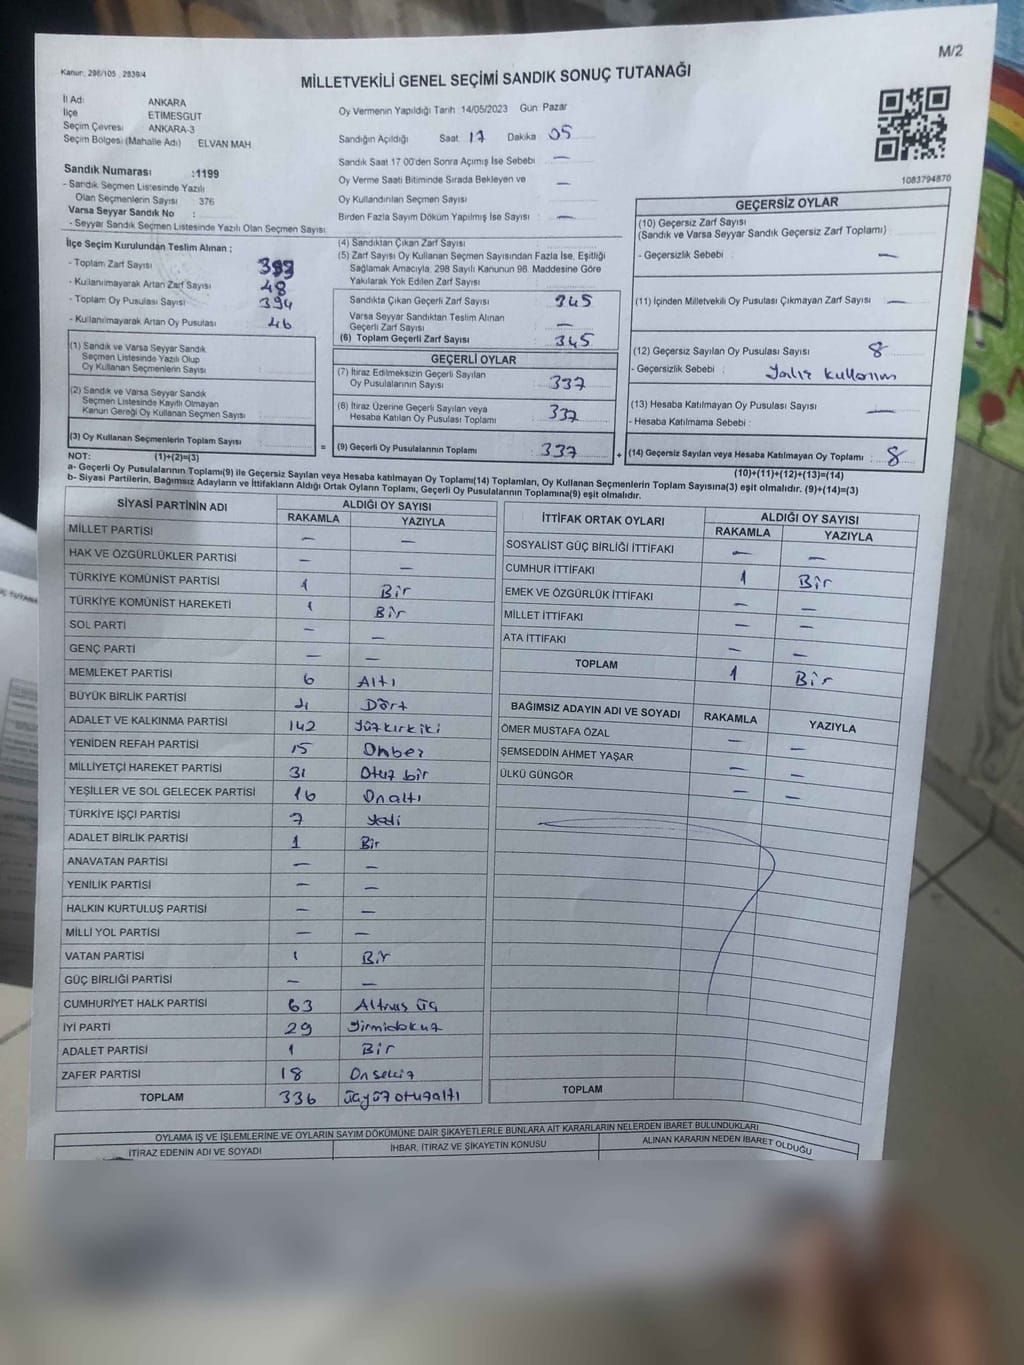 M/2
Kanun: 298/105 , 2839/4
MİLLETVEKİLİ GENEL SEÇİMİ SANDIK SONUÇ TUTANAĞI
İl Adı ANKARA
İlçe ETİMESGUT
Seçim Çevresi ANKARA-3
Seçim Bölgesi (Mahalle Adı) ELVAN MAH
Sandık Numarası :1199
- Sandık Seçmen Listesinde Yazılı
Olan Seçmenlerin Sayısı 376
Varsa Seyyar Sandık No :
- Seyyar Sandık Seçmen Listesinde Yazılı Olan Seçmen Sayısı:
Oy Vermenin Yapıldığı Tarih :14/05/2023 Gün: Pazar
Sandığın Açıldığı Saat 17 Dakika 05
Sandık Saat 17 00'den Sonra Açımış İse Sebebi —
Oy Verme Saati Bitiminde Sırada Bekleyen ve
Oy Kullandırılan Seçmen Sayısı —
Birden Fazla Sayım Döküm Yapılmış İse Sayısı —
1083794870
İlçe Seçim Kurulundan Teslim Alınan ;
- Toplam Zarf Sayısı 393
- Kullanılmayarak Artan Zarf Sayısı 48
- Toplam Oy Pusulası Sayısı 394
- Kullanılmayarak Artan Oy Pusulası 46
(1) Sandık ve Varsa Seyyar Sandık
Seçmen Listesinde Yazılı Olup
Oy Kullanan Seçmenlerin Sayısı
(2) Sandık ve Varsa Seyyar Sandık
Seçmen Listesinde Kayıtlı Olmayan
Kanun Gereği Oy Kullanan Seçmen Sayısı
(3) Oy Kullanan Seçmenlerin Toplam Sayısı
(4) Sandıktan Çıkan Zarf Sayısı
(5) Zarf Sayısı Oy Kullanan Seçmen Sayısından Fazla İse, Eşitliği
Sağlamak Amacıyla, 298 Sayılı Kanunun 98. Maddesine Göre
Yakılarak Yok Edilen Zarf Sayısı
Sandıkta Çıkan Geçerli Zarf Sayısı 345
Varsa Seyyar Sandıktan Teslim Alınan
Geçerli Zarf Sayısı —
(6) Toplam Geçerli Zarf Sayısı 345
GEÇERLİ OYLAR
(7) İtiraz Edilmeksizin Geçerli Sayılan
Oy Pusulalarının Sayısı 337
(8) İtiraz Üzerine Geçerli Sayılan veya
Hesaba Katılan Oy Pusulaları Toplamı 337
= (9) Geçerli Oy Pusulalarının Toplamı 337
GEÇERSİZ OYLAR
(10) Geçersiz Zarf Sayısı
(Sandık ve Varsa Seyyar Sandık Geçersiz Zarf Toplamı) :
- Geçersizlik Sebebi : —
(11) İçinden Milletvekili Oy Pusulası Çıkmayan Zarf Sayısı —
(12) Geçersiz Sayılan Oy Pusulası Sayısı 8
- Geçersizlik Sebebi : Yalış kullanım
(13) Hesaba Katılmayan Oy Pusulası Sayısı —
- Hesaba Katılmama Sebebi :
+ (14) Geçersiz Sayılan veya Hesaba Katılmayan Oy Toplamı : 8
NOT: (1)+(2)=(3)
(10)+(11)+(12)+(13)=(14)
a- Geçerli Oy Pusulalarının Toplamı(9) ile Geçersiz Sayılan veya Hesaba katılmayan Oy Toplamı(14) Toplamları, Oy Kullanan Seçmenlerin Toplam Sayısına(3) eşit olmalıdır. (9)+(14)=(3)
b- Siyasi Partilerin, Bağımsız Adayların ve İttifakların Aldığı Ortak Oyların Toplamı, Geçerli Oy Pusulalarının Toplamına(9) eşit olmalıdır.
SİYASİ PARTİNİN ADI ALDIĞI OY SAYISI
RAKAMLA YAZIYLA
MİLLET PARTİSİ — —
HAK VE ÖZGÜRLÜKLER PARTİSİ — —
TÜRKİYE KOMÜNİST PARTİSİ 1 Bir
TÜRKİYE KOMÜNİST HAREKETİ 1 Bir
SOL PARTİ — —
GENÇ PARTİ — —
MEMLEKET PARTİSİ 6 Altı
BÜYÜK BİRLİK PARTİSİ 4 Dört
ADALET VE KALKINMA PARTİSİ 142 Yüzkırkiki
YENİDEN REFAH PARTİSİ 15 Onbeş
MİLLİYETÇİ HAREKET PARTİSİ 31 Otuz bir
YEŞİLLER VE SOL GELECEK PARTİSİ 16 Onaltı
TÜRKİYE İŞÇİ PARTİSİ 7 Yedi
ADALET BİRLİK PARTİSİ 1 Bir
ANAVATAN PARTİSİ — —
YENİLİK PARTİSİ — —
HALKIN KURTULUŞ PARTİSİ — —
MİLLİ YOL PARTİSİ — —
VATAN PARTİSİ 1 Bir
GÜÇ BİRLİĞİ PARTİSİ — —
CUMHURİYET HALK PARTİSİ 63 Altmış üç
İYİ PARTİ 29 Yirmidokuz
ADALET PARTİSİ 1 Bir
ZAFER PARTİSİ 18 Onsekiz
TOPLAM 336 üçyüz otuzaltı
İTTİFAK ORTAK OYLARI ALDIĞI OY SAYISI
RAKAMLA YAZIYLA
SOSYALİST GÜÇ BİRLİĞİ İTTİFAKI — —
CUMHUR İTTİFAKI 1 Bir
EMEK VE ÖZGÜRLÜK İTTİFAKI — —
MİLLET İTTİFAKI — —
ATA İTTİFAKI — —
TOPLAM 1 Bir
BAĞIMSIZ ADAYIN ADI VE SOYADI RAKAMLA YAZIYLA
ÖMER MUSTAFA ÖZAL — —
ŞEMSEDDİN AHMET YAŞAR — —
ÜLKÜ GÜNGÖR — —
TOPLAM
OYLAMA İŞ VE İŞLEMLERİNE VE OYLARIN SAYIM DÖKÜMÜNE DAİR ŞİKAYETLERLE BUNLARA AİT KARARLARIN NELERDEN İBARET BULUNDUKLARI
İTİRAZ EDENİN ADI VE SOYADI İHBAR, İTİRAZ VE ŞİKAYETİN KONUSU ALINAN KARARIN NEDEN İBARET OLDUĞU